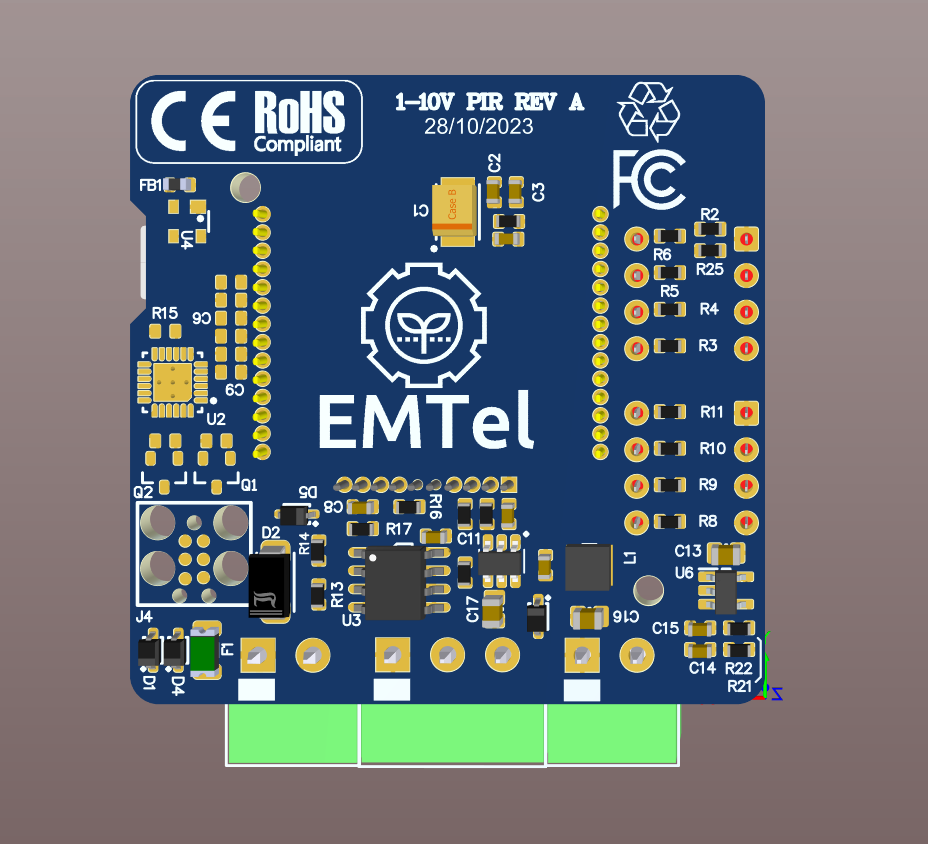 CE RoHS
Compliant
1-10V PIR REV A
28/10/2023
FC
FB1
U4
C2
C3
Case B
R2
R6
R25
R5
R4
R3
R15
C6
C9
U2
EMTel
R11
R10
R9
R8
Q2
Q1
D5
C8
R16
R17
C11
D2
R14
R13
U3
C17
L1
C16
C13
U6
C15
C14
R22
R21
J4
D1
D4
F1
Z